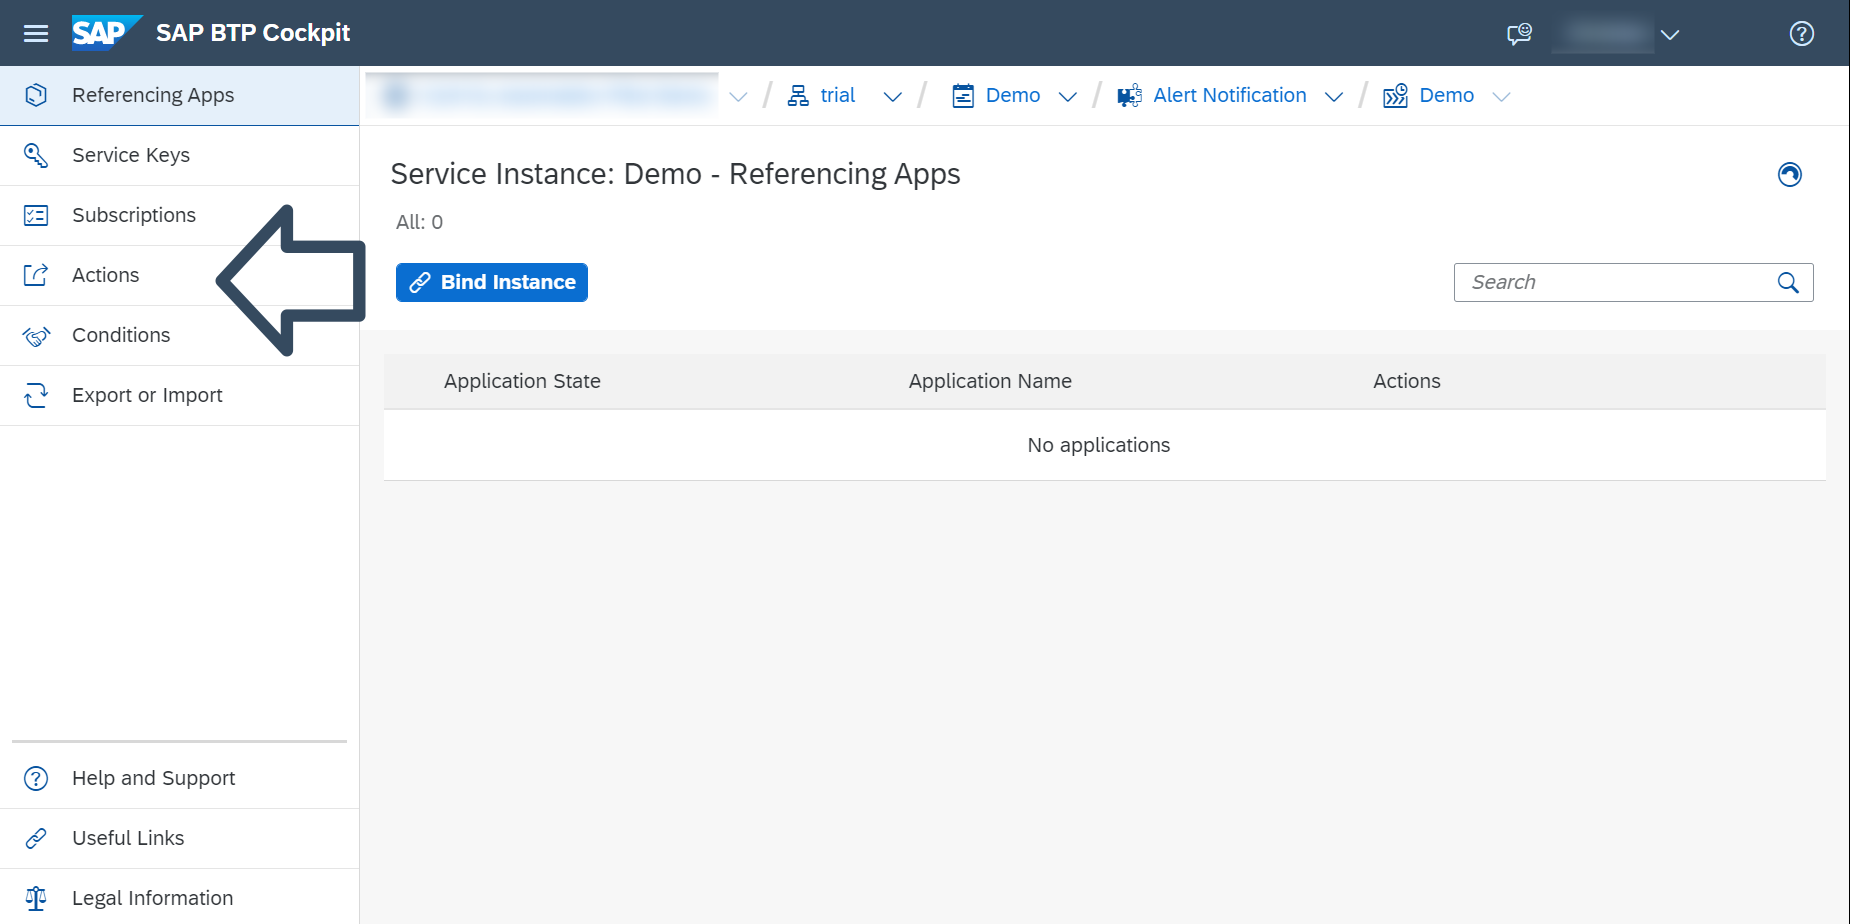 SAP SAP BTP Cockpit
Referencing Apps
Service Keys
Subscriptions
Actions
Conditions
Export or Import
Help and Support
Useful Links
Legal Information
/ trial / Demo / Alert Notification / Demo
Service Instance: Demo - Referencing Apps
All: 0
Bind Instance
Search
Application State Application Name Actions
No applications